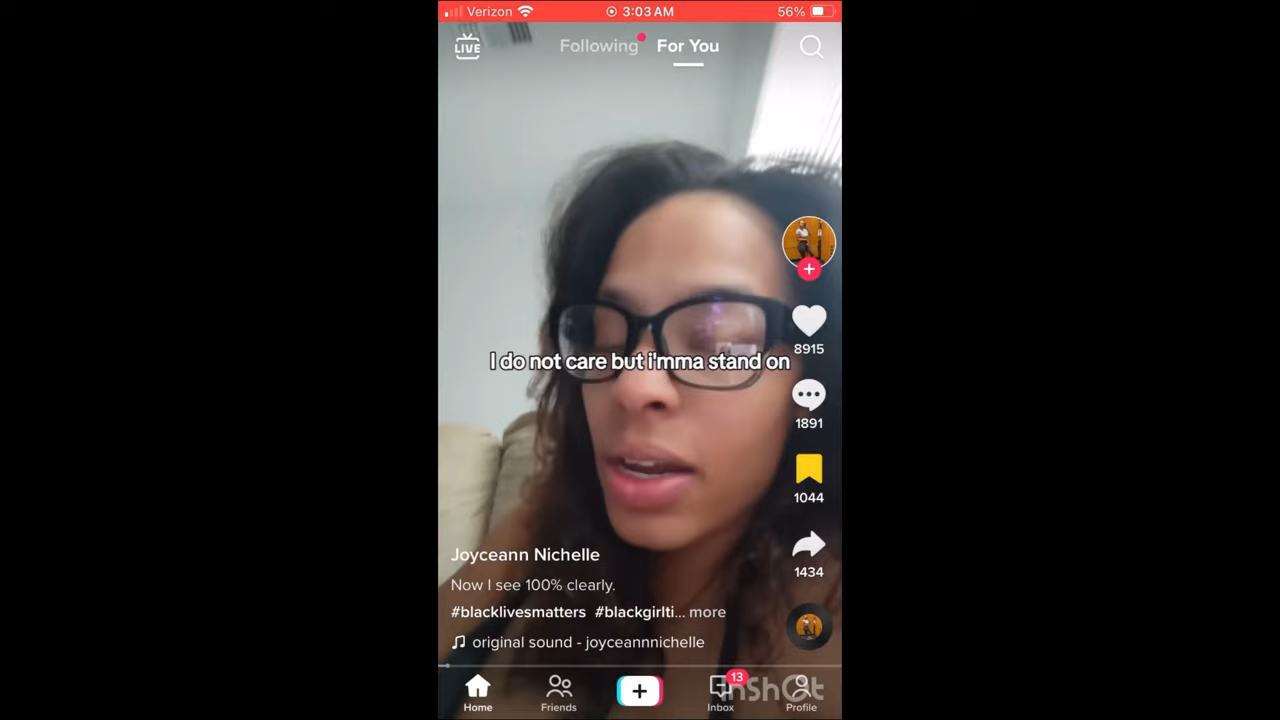 Verizon 3:03 AM 56%
LIVE Following For You
8915
I do not care but i'mma stand on
1891
1044
1434
Joyceann Nichelle
Now I see 100% clearly.
#blacklivesmatters #blackgirlti... more
original sound - joyceannnichelle
13
InShOt
Home Friends Inbox Profile